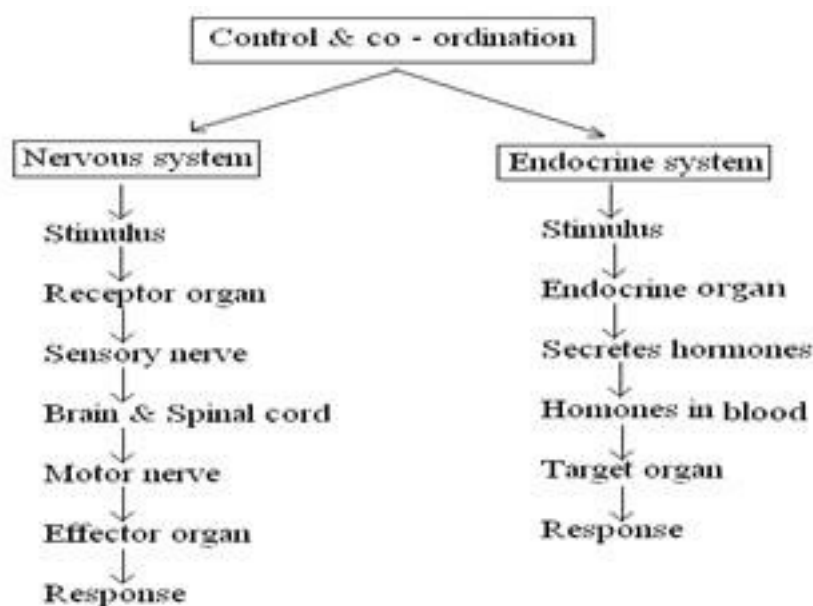 Control & co - ordination
Nervous system
Stimulus
Receptor organ
Sensory nerve
Brain & Spinal cord
Motor nerve
Effector organ
Response
Endocrine system
Stimulus
Endocrine organ
Secretes hormones
Homones in blood
Target organ
Response